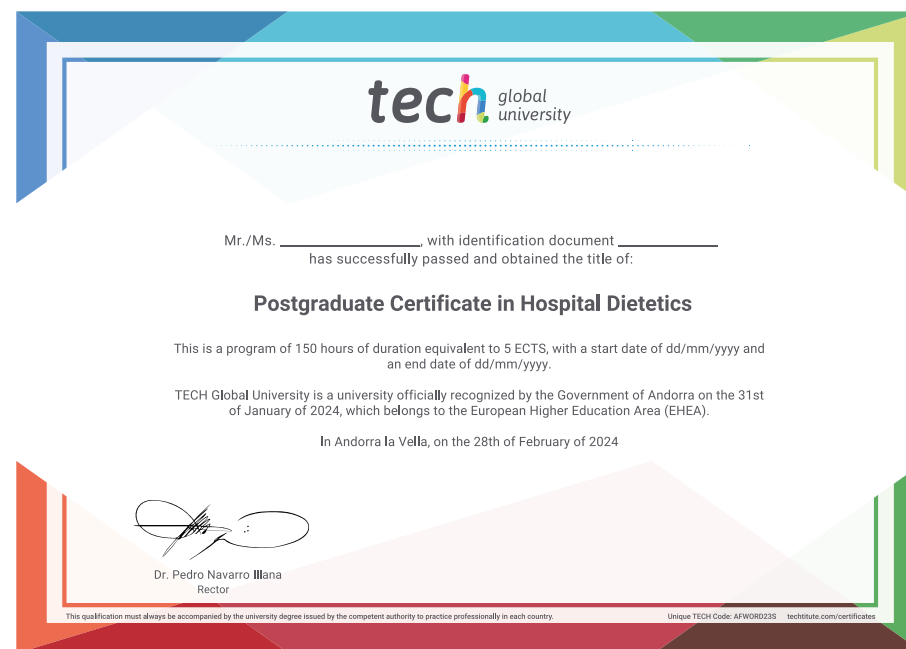 tech global university
Mr./Ms. ____________, with identification document ____________
has successfully passed and obtained the title of:
Postgraduate Certificate in Hospital Dietetics
This is a program of 150 hours of duration equivalent to 5 ECTS, with a start date of dd/mm/yyyy and
an end date of dd/mm/yyyy.
TECH Global University is a university officially recognized by the Government of Andorra on the 31st
of January of 2024, which belongs to the European Higher Education Area (EHEA).
In Andorra la Vella, on the 28th of February of 2024
Dr. Pedro Navarro Illana
Rector
This qualification must always be accompanied by the university degree issued by the competent authority to practice professionally in each country.
Unique TECH Code: AFWORD23S techtitute.com/certificates